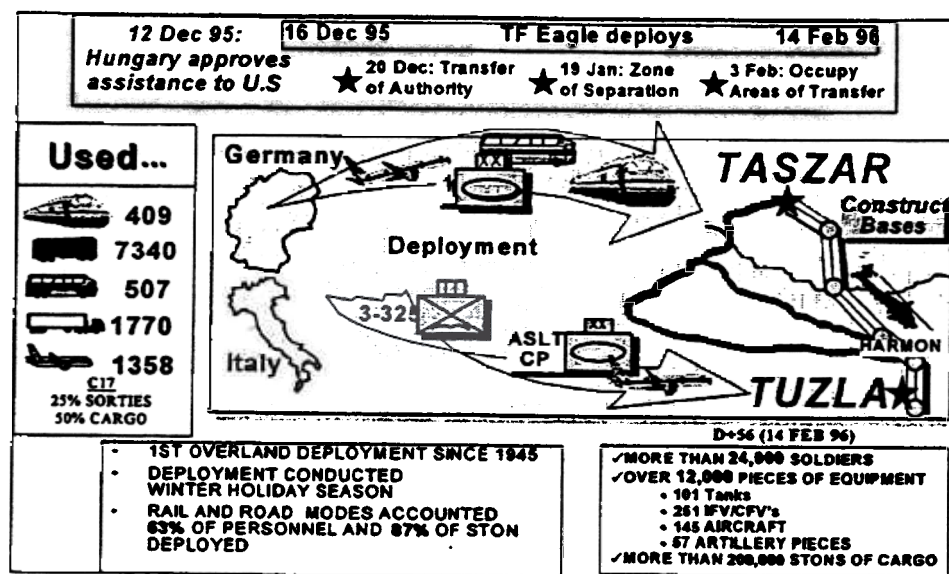 12 Dec 95:
Hungary approves
assistance to U.S
16 Dec 95 TF Eagle deploys 14 Feb 96
20 Dec: Transfer
of Authority
19 Jan: Zone
of Separation
3 Feb: Occupy
Areas of Transfer
Used...
409
7340
507
1770
1358
C17
25% SORTIES
50% CARGO
Germany
XX
Deployment
3-325
Italy
ASLT
CP
XX
TASZAR
Construct
Bases
HARMON
TUZLA
- 1ST OVERLAND DEPLOYMENT SINCE 1945
- DEPLOYMENT CONDUCTED
WINTER HOLIDAY SEASON
- RAIL AND ROAD MODES ACCOUNTED
63% OF PERSONNEL AND 87% OF STON
DEPLOYED
D+56 (14 FEB 96)
✓MORE THAN 24,000 SOLDIERS
✓OVER 12,000 PIECES OF EQUIPMENT
• 101 Tanks
• 251 IFV/CFV's
• 145 AIRCRAFT
• 57 ARTILLERY PIECES
✓MORE THAN 200,000 STONS OF CARGO